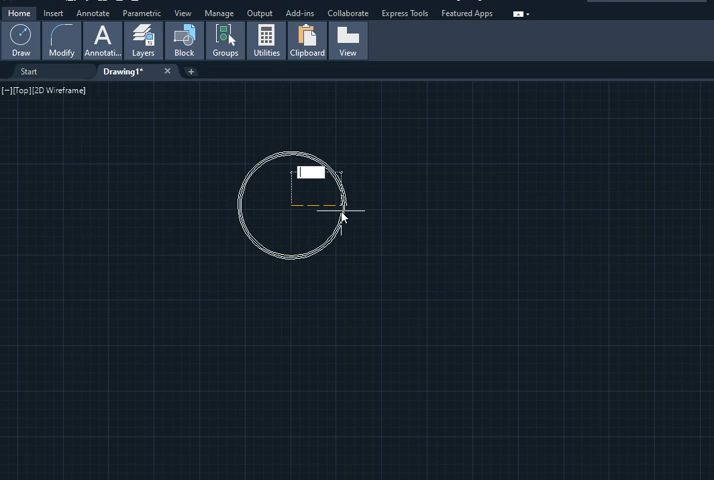 Home Insert Annotate Parametric View Manage Output Add-ins Collaborate Express Tools Featured Apps
Draw Modify Annotati... Layers Block Groups Utilities Clipboard View
Start Drawing1*
[−][Top][2D Wireframe]